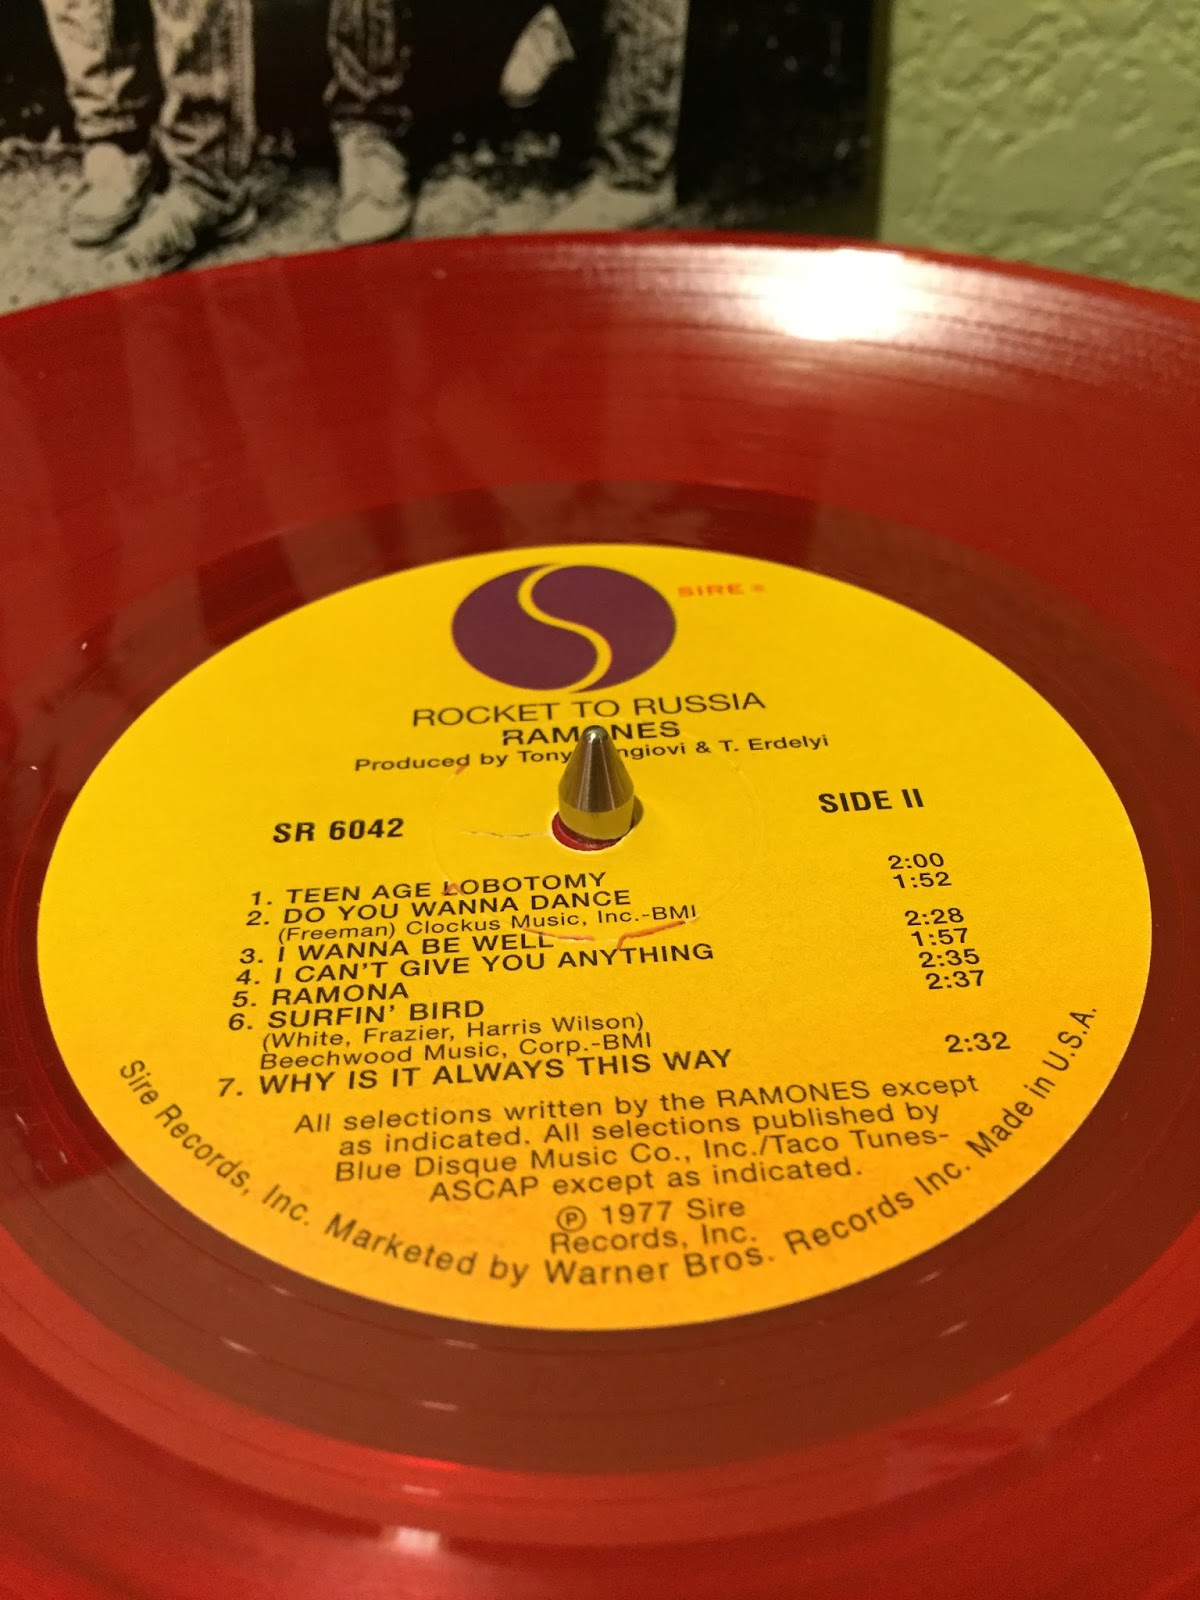 SIRE ®
ROCKET TO RUSSIA
RAMONES
Produced by Tony & T. Erdelyi
SR 6042 SIDE II
1. TEEN AGE LOBOTOMY 2:00
2. DO YOU WANNA DANCE 1:52
(Freeman) Clockus Music, Inc.-BMI
3. I WANNA BE WELL 2:28
4. I CAN'T GIVE YOU ANYTHING 1:57
5. RAMONA 2:35
6. SURFIN' BIRD 2:37
(White, Frazier, Harris Wilson)
Beechwood Music, Corp.-BMI
7. WHY IS IT ALWAYS THIS WAY 2:32
All selections written by the RAMONES except
as indicated. All selections published by
Blue Disque Music Co., Inc./Taco Tunes-
ASCAP except as indicated.
℗ 1977 Sire
Records, Inc.
Sire Records, Inc. Marketed by Warner Bros. Records Inc. Made in U.S.A.